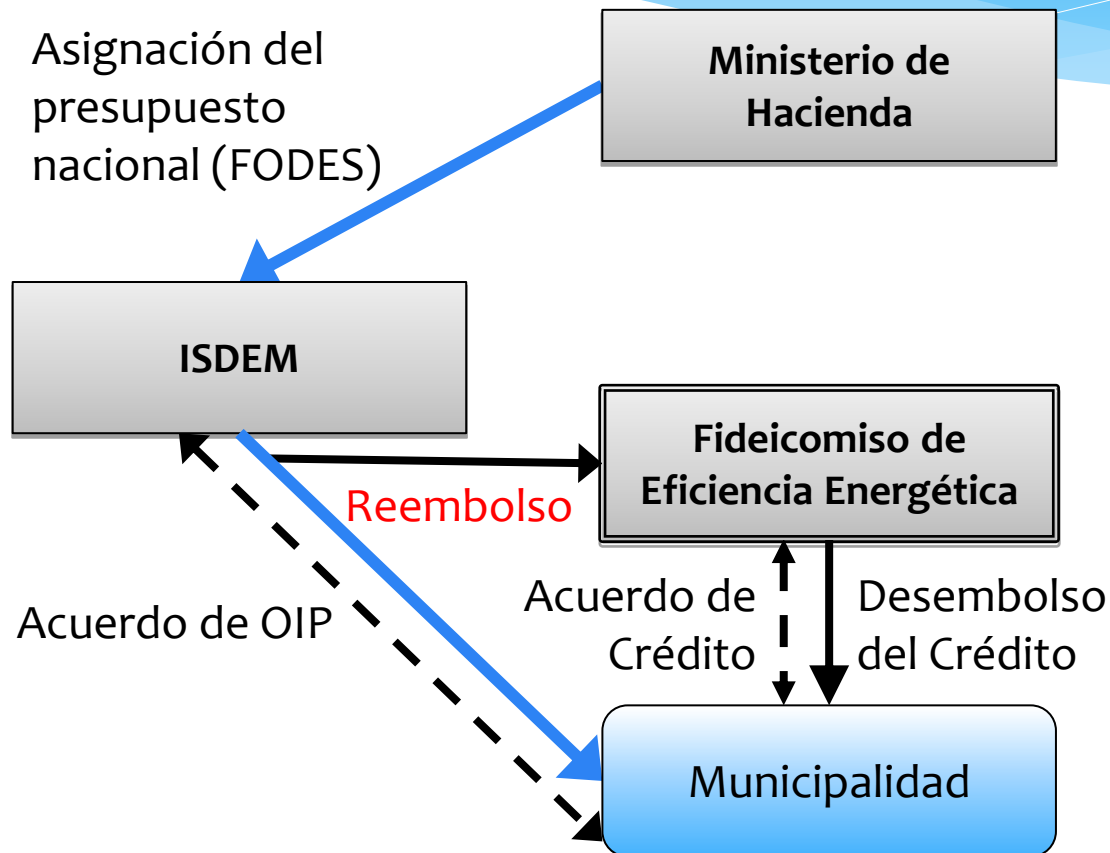 Asignación del
presupuesto
nacional (FODES)
Ministerio de
Hacienda
ISDEM
Fideicomiso de
Eficiencia Energética
Reembolso
Acuerdo de OIP
Acuerdo de
Crédito
Desembolso
del Crédito
Municipalidad